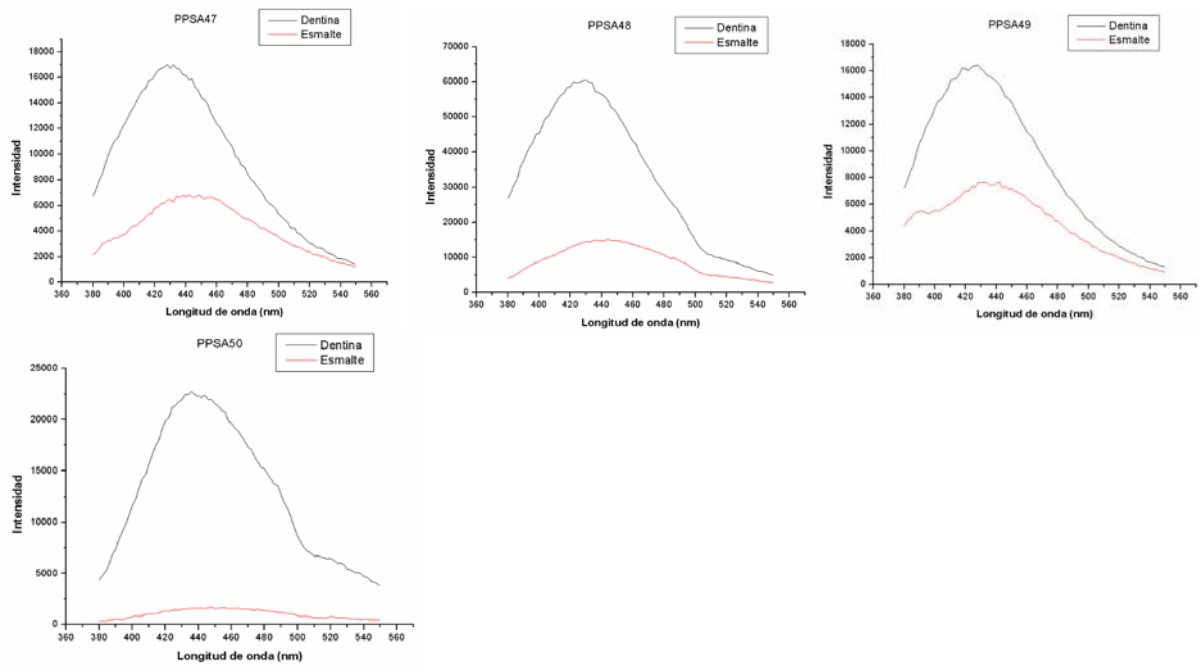 PPSA47
Dentina
Esmalte
18000
16000
14000
12000
10000
8000
6000
4000
2000
0
Intensidad
360 380 400 420 440 460 480 500 520 540 560
Longitud de onda (nm)
PPSA48
Dentina
Esmalte
70000
60000
50000
40000
30000
20000
10000
0
Intensidad
360 380 400 420 440 460 480 500 520 540 560
Longitud de onda (nm)
PPSA49
Dentina
Esmalte
18000
16000
14000
12000
10000
8000
6000
4000
2000
0
Intensidad
360 380 400 420 440 460 480 500 520 540 560
Longitud de onda (nm)
PPSA50
Dentina
Esmalte
25000
20000
15000
10000
5000
0
Intensidad
360 380 400 420 440 460 480 500 520 540 560
Longitud de onda (nm)